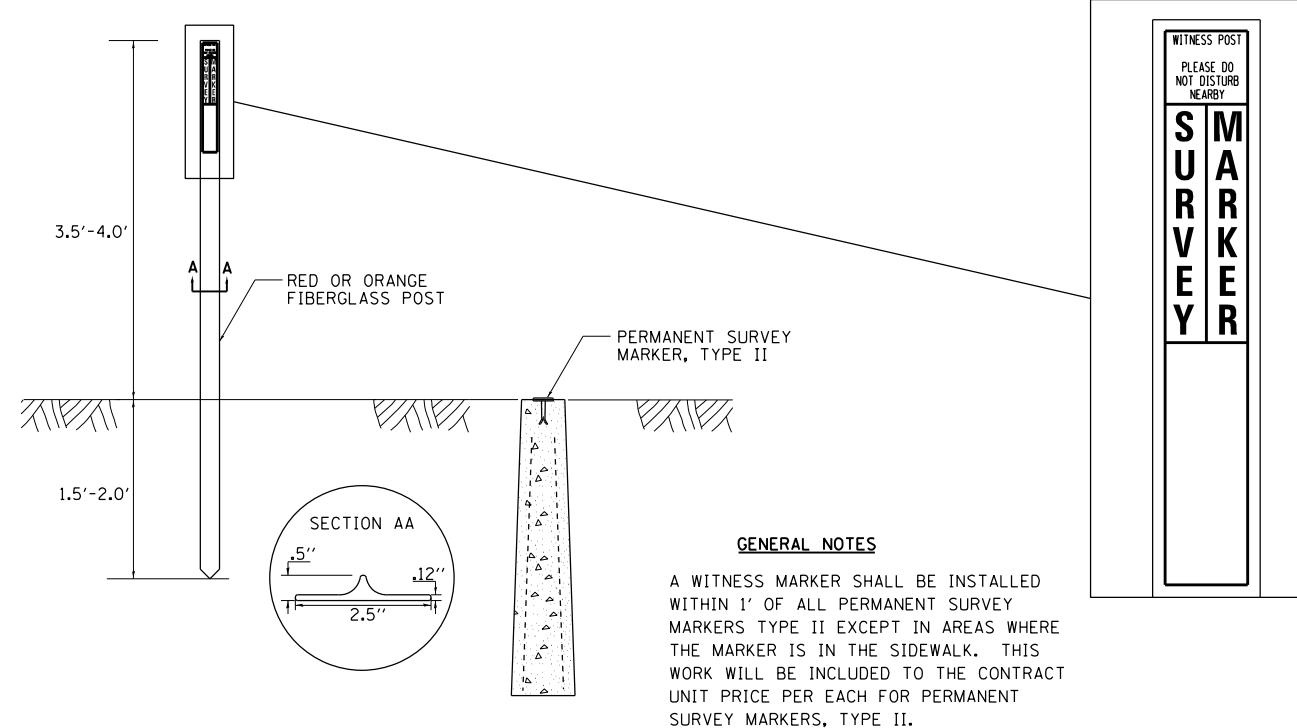 WITNESS POST
PLEASE DO
NOT DISTURB
NEARBY
SURVEY
MARKER
SURVEY
MARKER
3.5'-4.0'
A A
RED OR ORANGE
FIBERGLASS POST
PERMANENT SURVEY
MARKER, TYPE II
1.5'-2.0'
SECTION AA
.5''
.12''
2.5''
GENERAL NOTES
A WITNESS MARKER SHALL BE INSTALLED
WITHIN 1' OF ALL PERMANENT SURVEY
MARKERS TYPE II EXCEPT IN AREAS WHERE
THE MARKER IS IN THE SIDEWALK. THIS
WORK WILL BE INCLUDED TO THE CONTRACT
UNIT PRICE PER EACH FOR PERMANENT
SURVEY MARKERS, TYPE II.